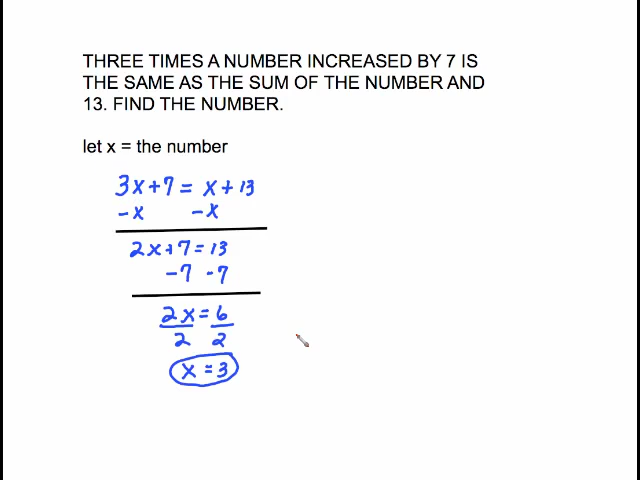 THREE TIMES A NUMBER INCREASED BY 7 IS
THE SAME AS THE SUM OF THE NUMBER AND
13. FIND THE NUMBER.
let x = the number
3x+7 = x+13
-x -x
2x+7=13
-7 -7
2x=6
2 2
x=3